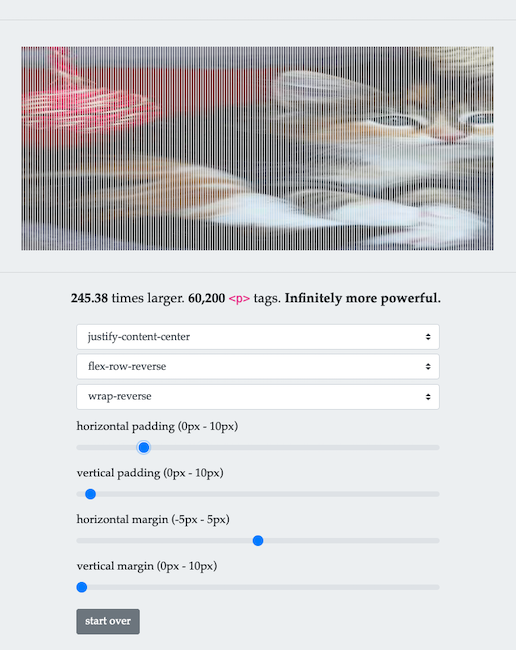 245.38 times larger. 60,200 <p> tags. Infinitely more powerful.
justify-content-center
flex-row-reverse
wrap-reverse
horizontal padding (0px - 10px)
vertical padding (0px - 10px)
horizontal margin (-5px - 5px)
vertical margin (0px - 10px)
start over